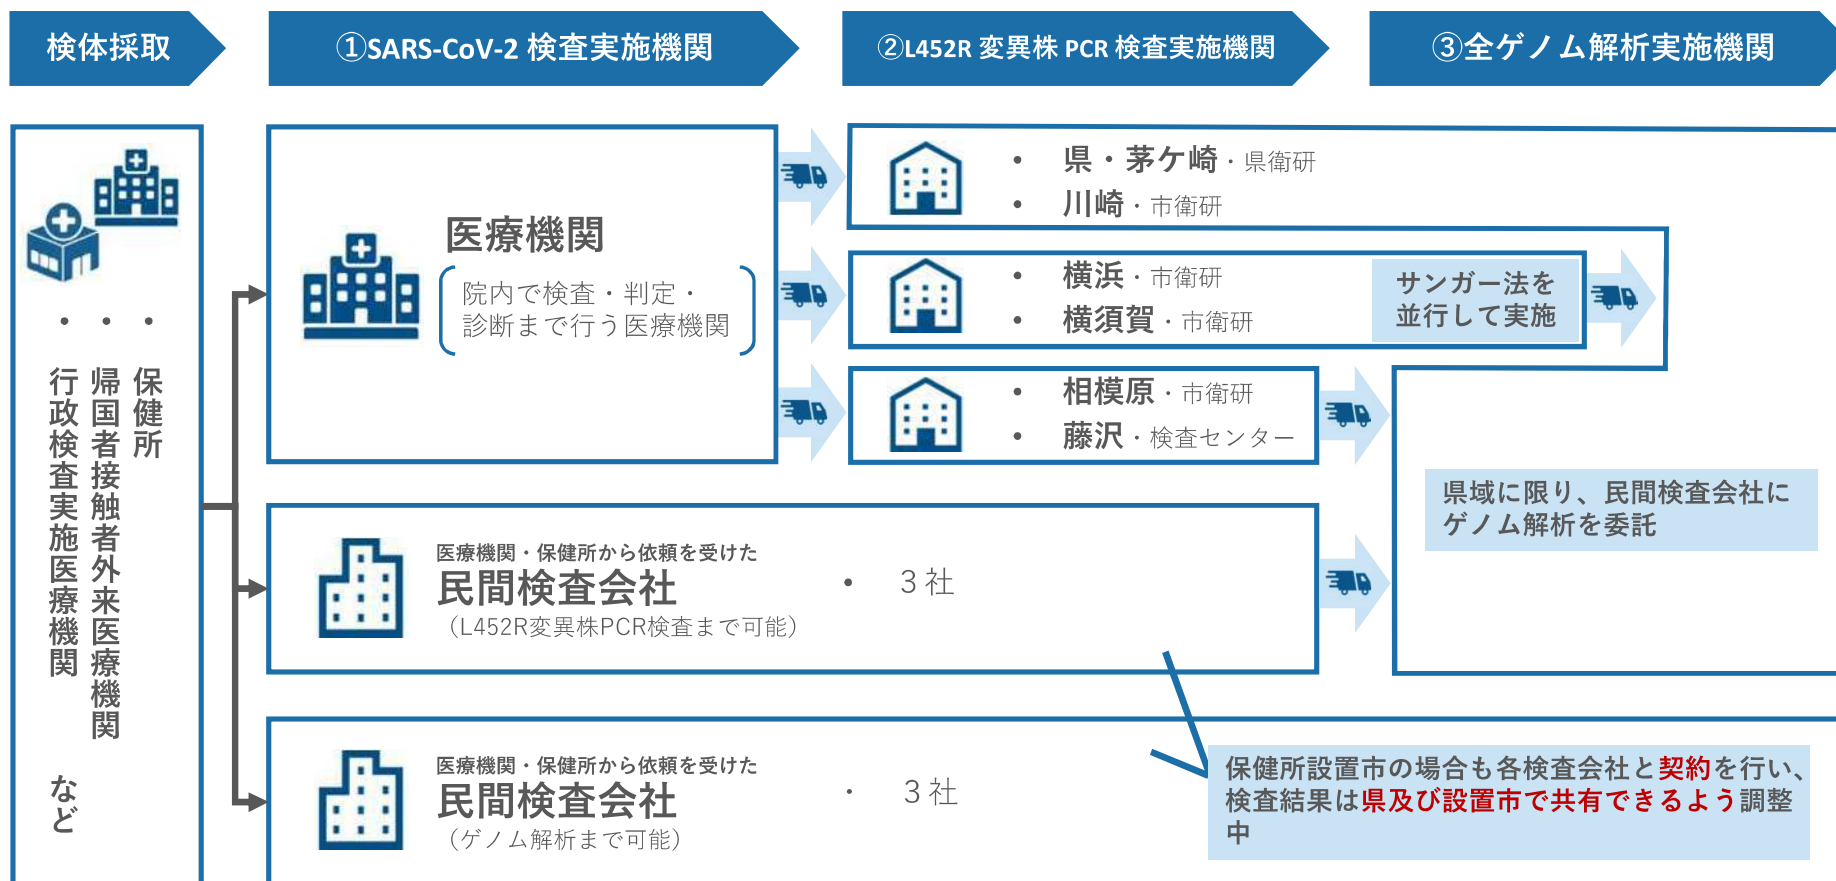 検体採取
①SARS-CoV-2 検査実施機関
②L452R 変異株 PCR 検査実施機関
③全ゲノム解析実施機関
・保健所
・帰国者接触者外来医療機関
・行政検査実施医療機関 など
医療機関
院内で検査・判定・
診断まで行う医療機関
・ 県・茅ケ崎・県衛研
・ 川崎・市衛研
・ 横浜・市衛研
・ 横須賀・市衛研
サンガー法を
並行して実施
・ 相模原・市衛研
・ 藤沢・検査センター
県域に限り、民間検査会社に
ゲノム解析を委託
医療機関・保健所から依頼を受けた
民間検査会社
（L452R変異株PCR検査まで可能）
・ 3社
医療機関・保健所から依頼を受けた
民間検査会社
（ゲノム解析まで可能）
・ 3社
保健所設置市の場合も各検査会社と契約を行い、
検査結果は県及び設置市で共有できるよう調整
中